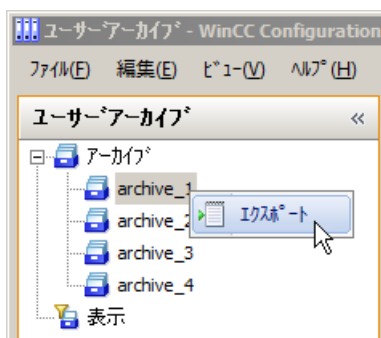 ユーザーアーカイブ - WinCC Configuration
ファイル(F) 編集(E) ビュー(V) ヘルプ(H)
ユーザーアーカイブ «
アーカイブ
archive_1
エクスポート
archive_2
archive_3
archive_4
表示